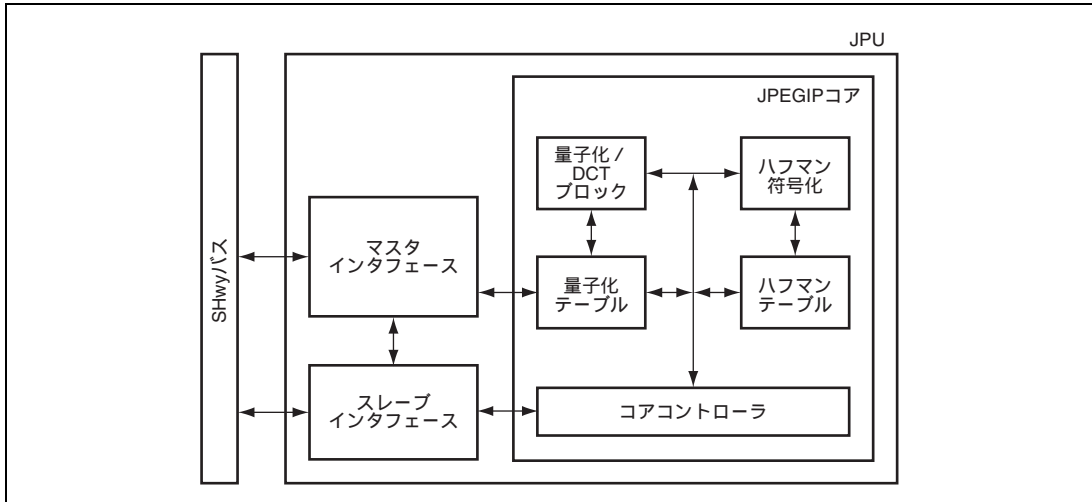 JPU
JPEGIPコア
SHwyバス
量子化 /
DCT
ブロック
ハフマン
符号化
マスタ
インタフェース
量子化
テーブル
ハフマン
テーブル
スレーブ
インタフェース
コアコントローラ